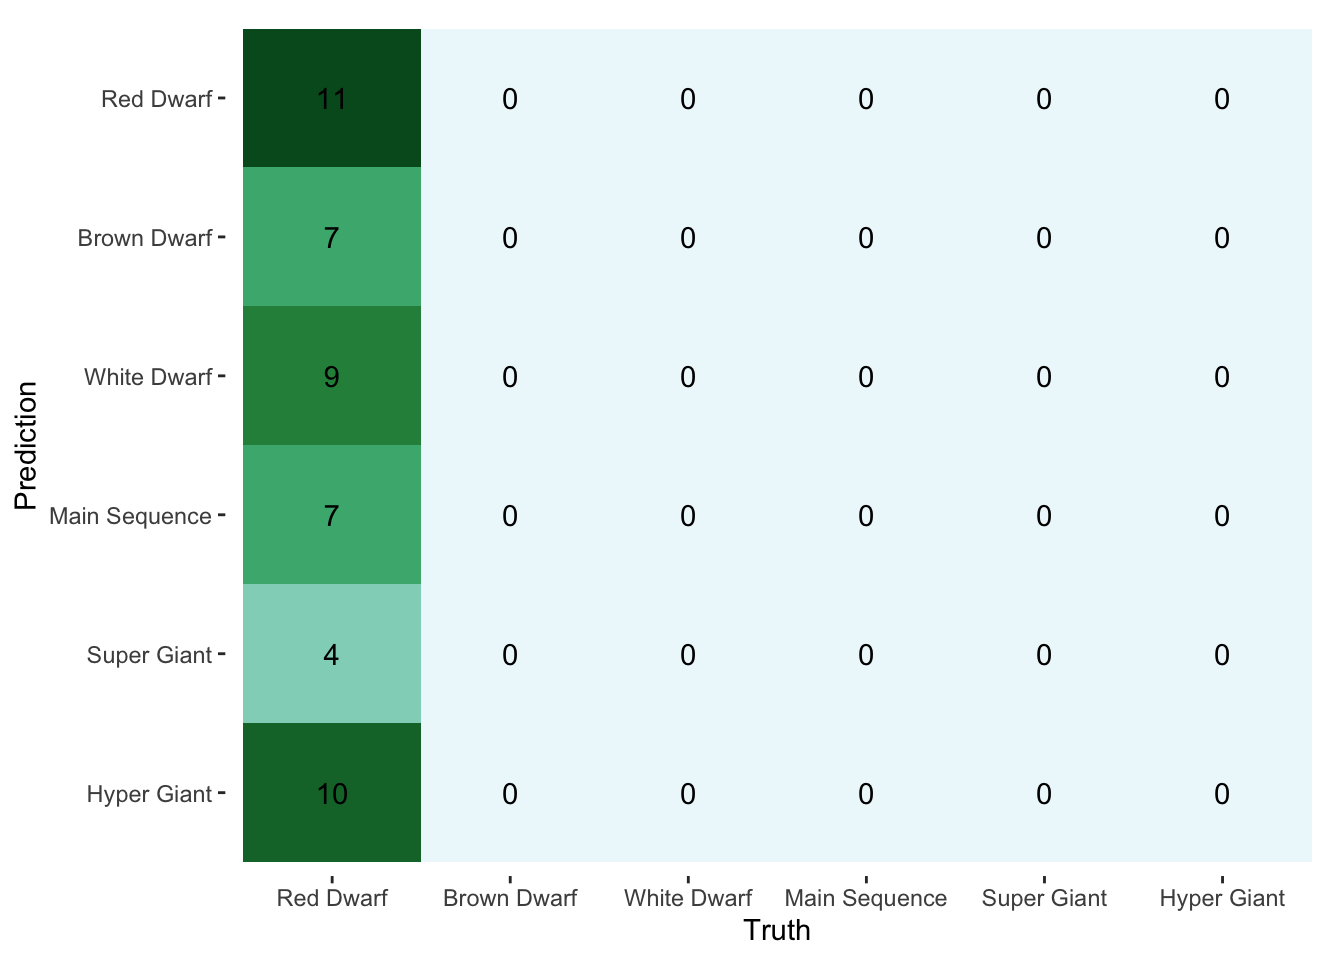 Red Dwarf 11 0 0 0 0 0
Brown Dwarf 7 0 0 0 0 0
White Dwarf 9 0 0 0 0 0
Prediction
Main Sequence 7 0 0 0 0 0
Super Giant 4 0 0 0 0 0
Hyper Giant 10 0 0 0 0 0
Red Dwarf Brown Dwarf White Dwarf Main Sequence Super Giant Hyper Giant
Truth